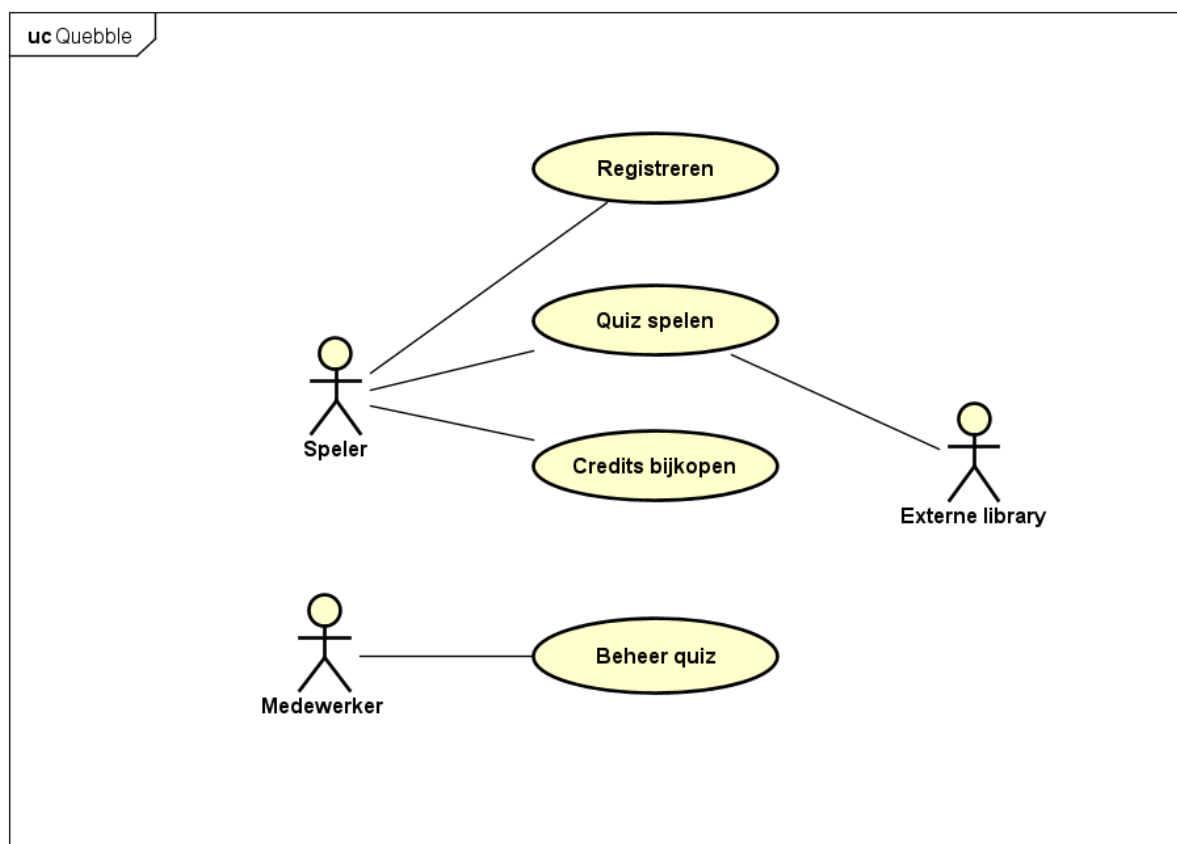 uc Quebble
Registreren
Quiz spelen
Speler
Credits bijkopen
Externe library
Beheer quiz
Medewerker